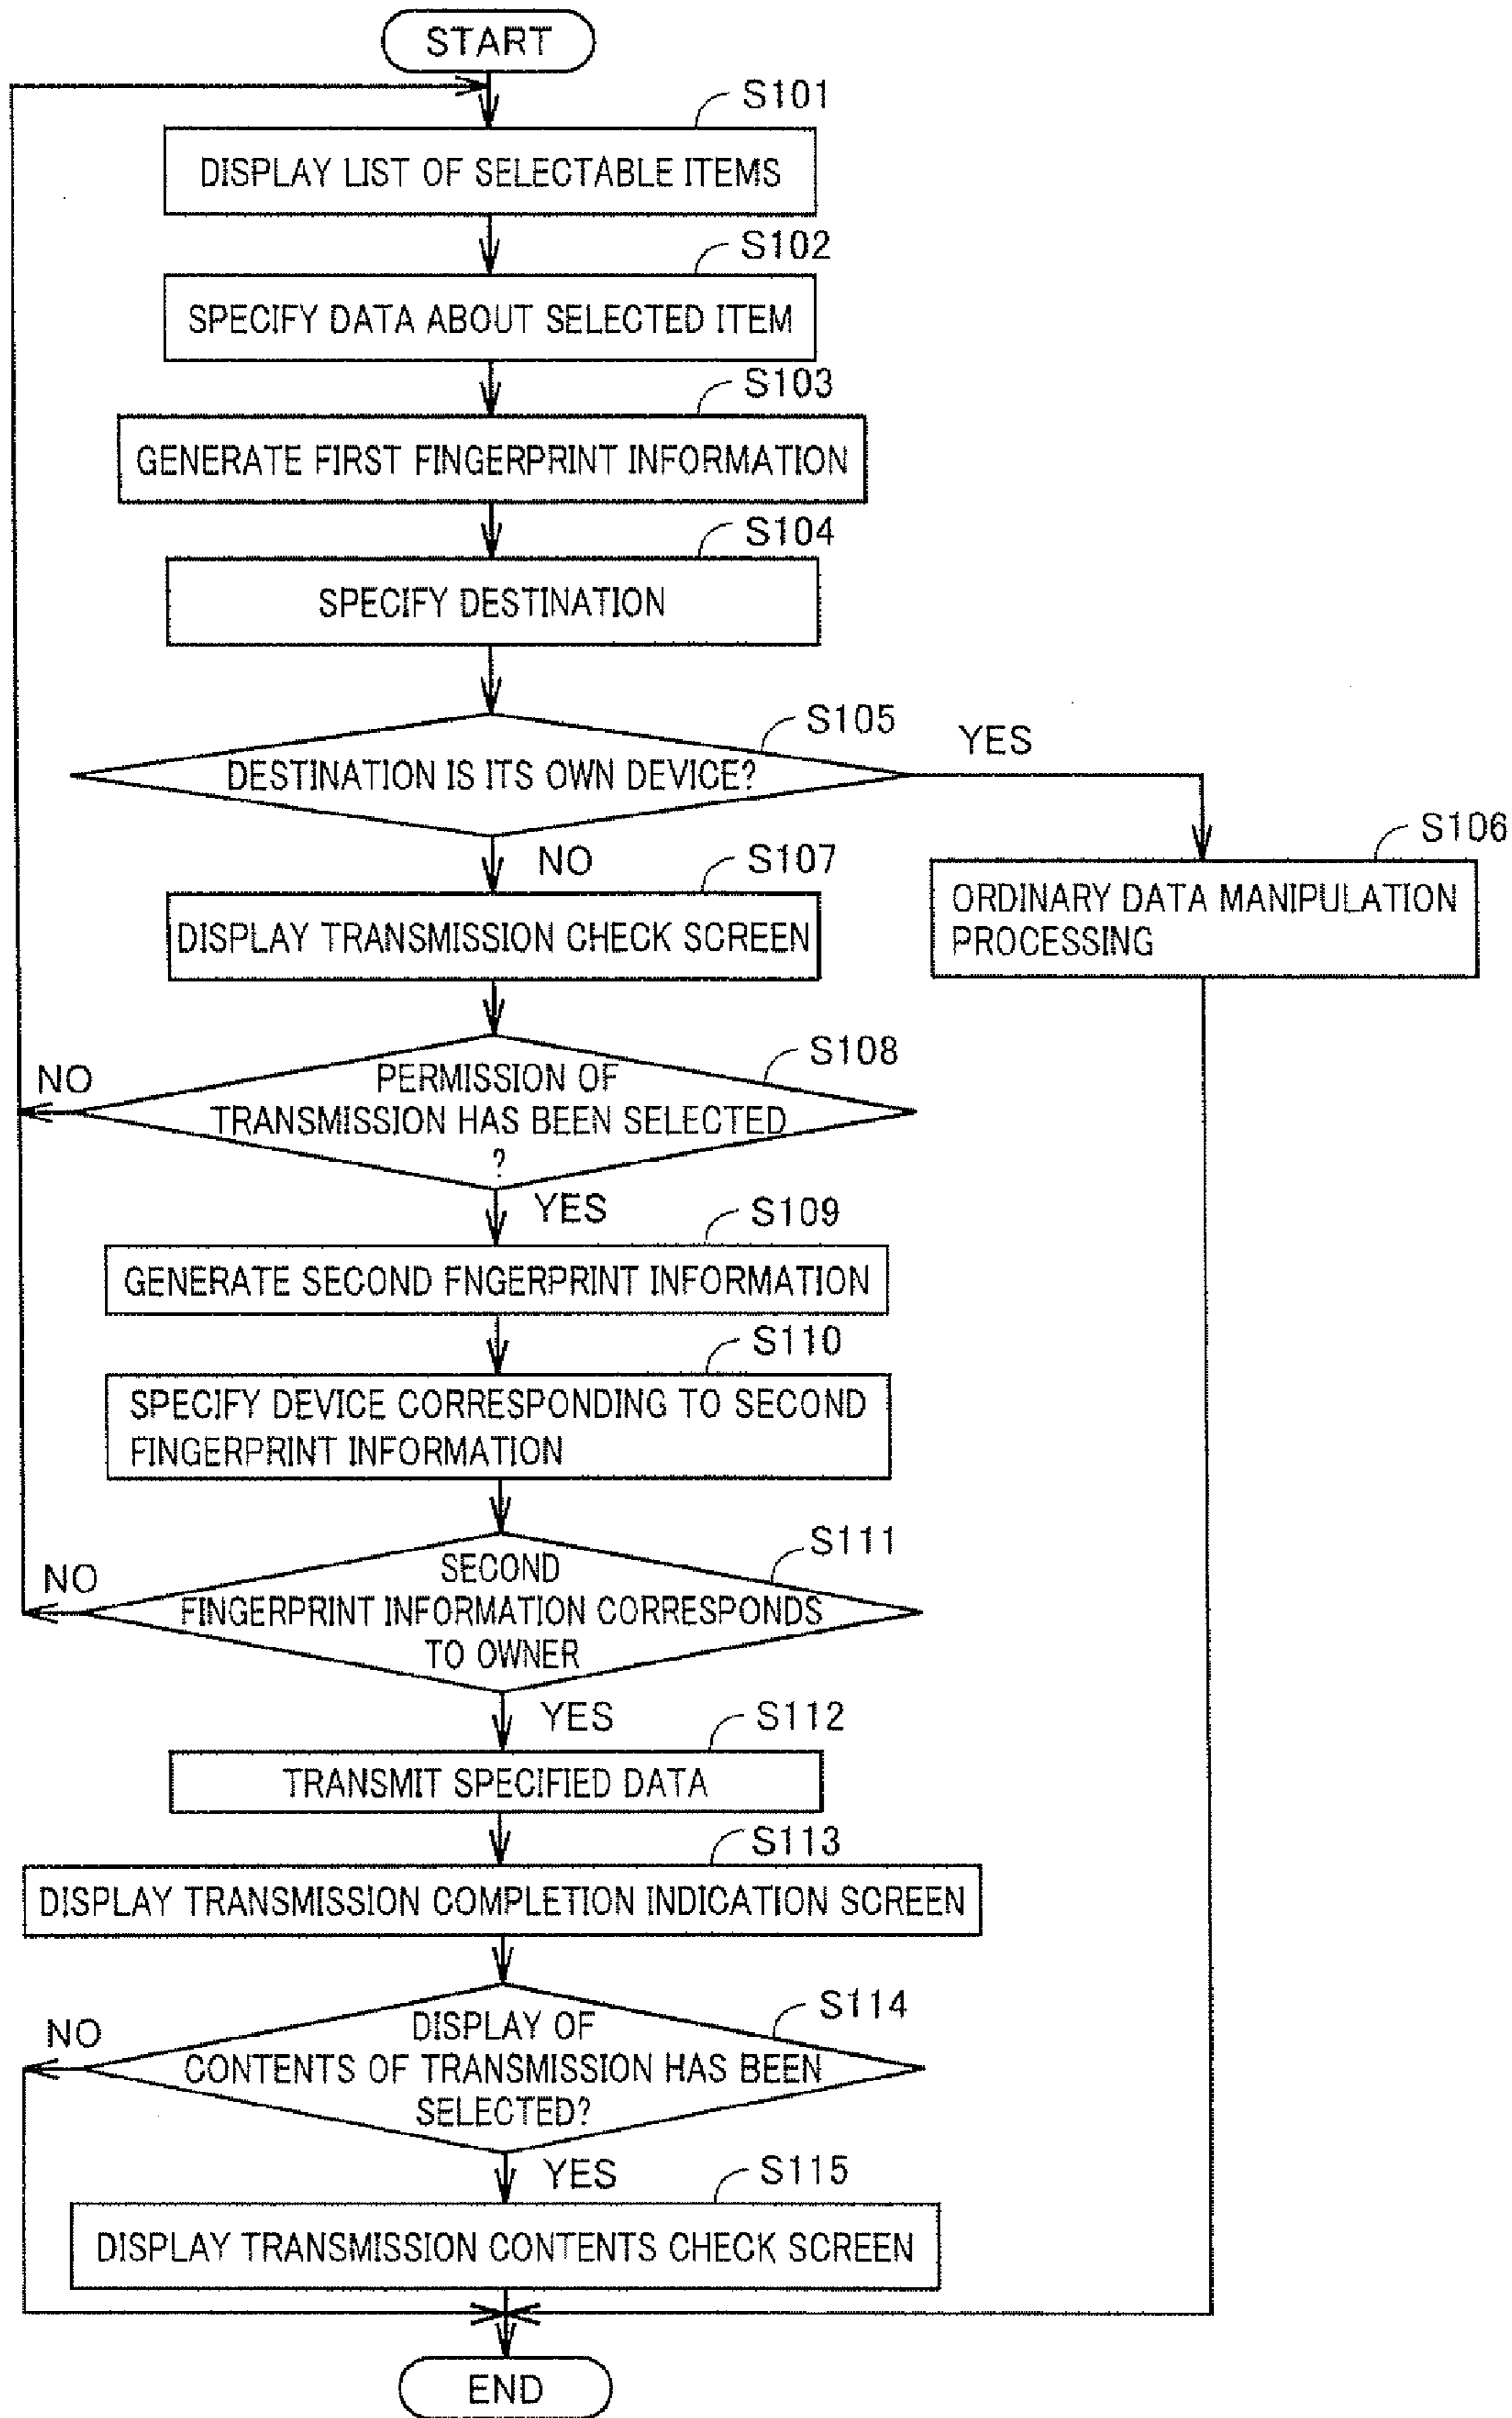 START
S101
DISPLAY LIST OF SELECTABLE ITEMS
S102
SPECIFY DATA ABOUT SELECTED ITEM
S103
GENERATE FIRST FINGERPRINT INFORMATION
S104
SPECIFY DESTINATION
S105
YES
DESTINATION IS ITS OWN DEVICE?
S106
ORDINARY DATA MANIPULATION
PROCESSING
NO
S107
DISPLAY TRANSMISSION CHECK SCREEN
S108
NO
PERMISSION OF
TRANSMISSION HAS BEEN SELECTED
?
YES
S109
GENERATE SECOND FNGERPRINT INFORMATION
S110
SPECIFY DEVICE CORRESPONDING TO SECOND
FINGERPRINT INFORMATION
S111
NO
SECOND
FINGERPRINT INFORMATION CORRESPONDS
TO OWNER
YES
S112
TRANSMIT SPECIFIED DATA
S113
DISPLAY TRANSMISSION COMPLETION INDICATION SCREEN
S114
NO
DISPLAY OF
CONTENTS OF TRANSMISSION HAS BEEN
SELECTED?
YES
S115
DISPLAY TRANSMISSION CONTENTS CHECK SCREEN
END